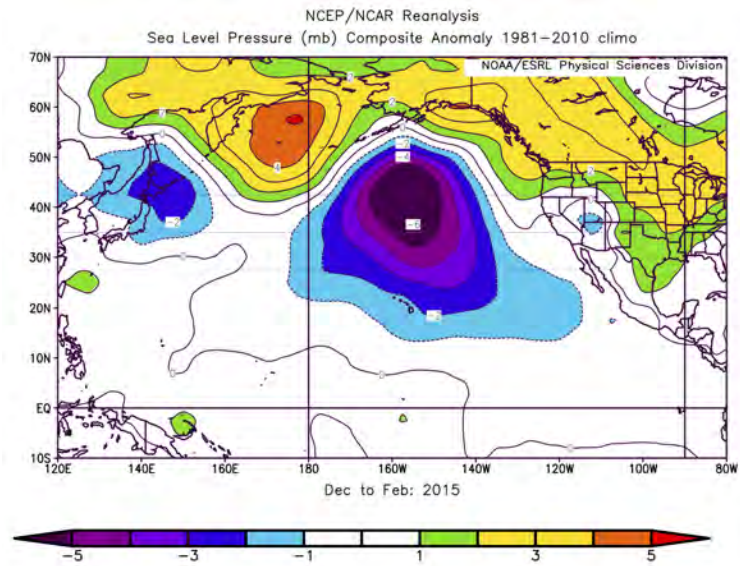 NCEP/NCAR Reanalysis
Sea Level Pressure (mb) Composite Anomaly 1981-2010 climo
NOAA/ESRL Physical Sciences Division
70N
60N
50N
40N
30N
20N
10N
EQ
10S
120E 140E 160E 180 160W 140W 120W 100W 80W
Dec to Feb: 2015
-5 -3 -1 1 3 5